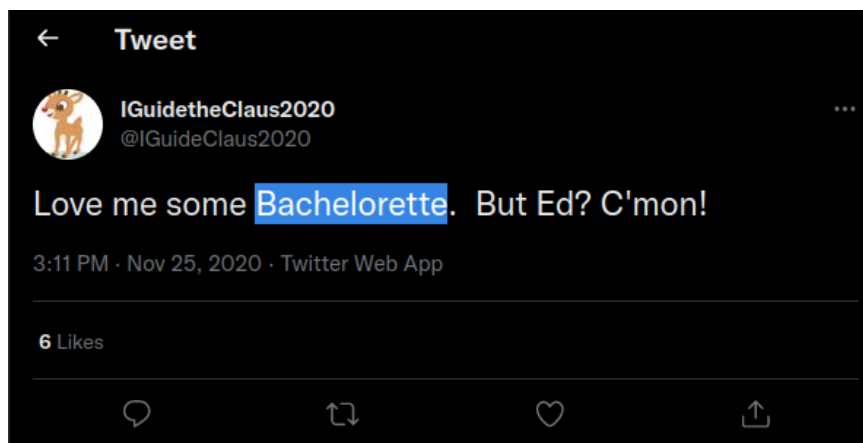 Tweet
IGuidetheClaus2020
@IGuideClaus2020
Love me some Bachelorette.  But Ed? C'mon!
3:11 PM · Nov 25, 2020 · Twitter Web App
6 Likes